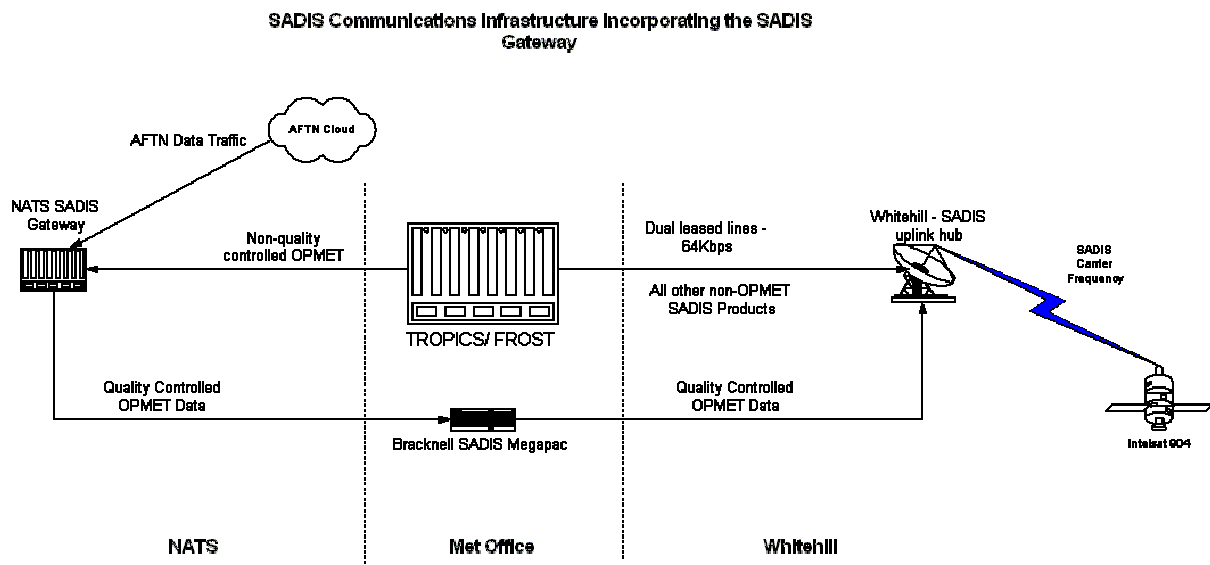 SADIS Communications Infrastructure Incorporating the SADIS
Gateway
AFTN Cloud
AFTN Data Traffic
NATS SADIS
Gateway
Non-quality
controlled OPMET
Dual leased lines -
64Kbps
Whitehill - SADIS
uplink hub
SADIS
Carrier
Frequency
All other non-OPMET
SADIS Products
TROPICS/ FROST
Quality Controlled
OPMET Data
Quality Controlled
OPMET Data
Bracknell SADIS Megapac
Intelsat 904
NATS
Met Office
Whitehill